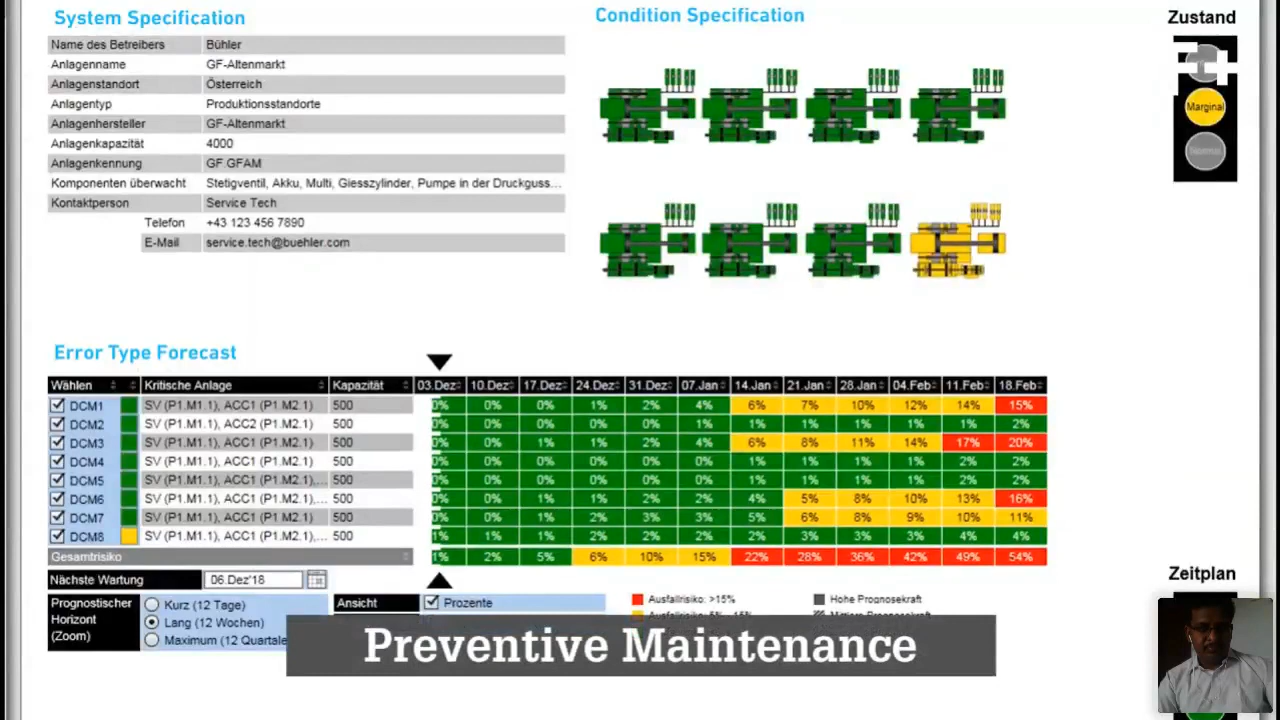 System Specification
Name des Betreibers Bühler
Anlagenname GF-Altenmarkt
Anlagenstandort Österreich
Anlagentyp Produktionsstandorte
Anlagenhersteller GF-Altenmarkt
Anlagenkapazität 4000
Anlagenkennung GF GFAM
Komponenten überwacht Stetigventil, Akku, Multi, Giesszylinder, Pumpe in der Druckguss...
Kontaktperson Service Tech
Telefon +43 123 456 7890
E-Mail service.tech@buehler.com
Condition Specification
Zustand
Marginal
Normal
Error Type Forecast
Wählen Kritische Anlage Kapazität 03.Dez 10.Dez 17.Dez 24.Dez 31.Dez 07.Jan 14.Jan 21.Jan 28.Jan 04.Feb 11.Feb 18.Feb
DCM1 SV (P1.M1.1), ACC1 (P1.M2.1) 500 0% 0% 0% 1% 2% 4% 6% 7% 10% 12% 14% 15%
DCM2 SV (P1.M1.1), ACC2 (P1.M2.1) 500 0% 0% 0% 0% 0% 1% 1% 1% 1% 1% 1% 2%
DCM3 SV (P1.M1.1), ACC1 (P1.M2.1) 500 0% 0% 1% 1% 2% 4% 6% 8% 11% 14% 17% 20%
DCM4 SV (P1.M1.1), ACC1 (P1.M2.1) 500 0% 0% 0% 0% 0% 0% 1% 1% 1% 1% 2% 2%
DCM5 SV (P1.M1.1), ACC1 (P1.M2.1),... 500 0% 0% 0% 0% 0% 0% 1% 1% 1% 1% 2% 2%
DCM6 SV (P1.M1.1), ACC1 (P1.M2.1),... 500 0% 0% 1% 1% 2% 2% 4% 5% 8% 10% 13% 16%
DCM7 SV (P1.M1.1), ACC1 (P1.M2.1) 500 0% 0% 1% 2% 3% 3% 5% 6% 8% 9% 10% 11%
DCM8 SV (P1.M1.1), ACC1 (P1.M2.1),... 500 1% 1% 1% 2% 2% 2% 2% 3% 3% 3% 4% 4%
Gesamtrisiko 1% 2% 5% 6% 10% 15% 22% 28% 36% 42% 49% 54%
Nächste Wartung 06.Dez'18
Prognostischer Horizont (Zoom)
Kurz (12 Tage)
Lang (12 Wochen)
Maximum (12 Quartale
Ansicht Prozente
Ausfallrisiko: >15%
Hohe Prognosekraft
Zeitplan
Preventive Maintenance